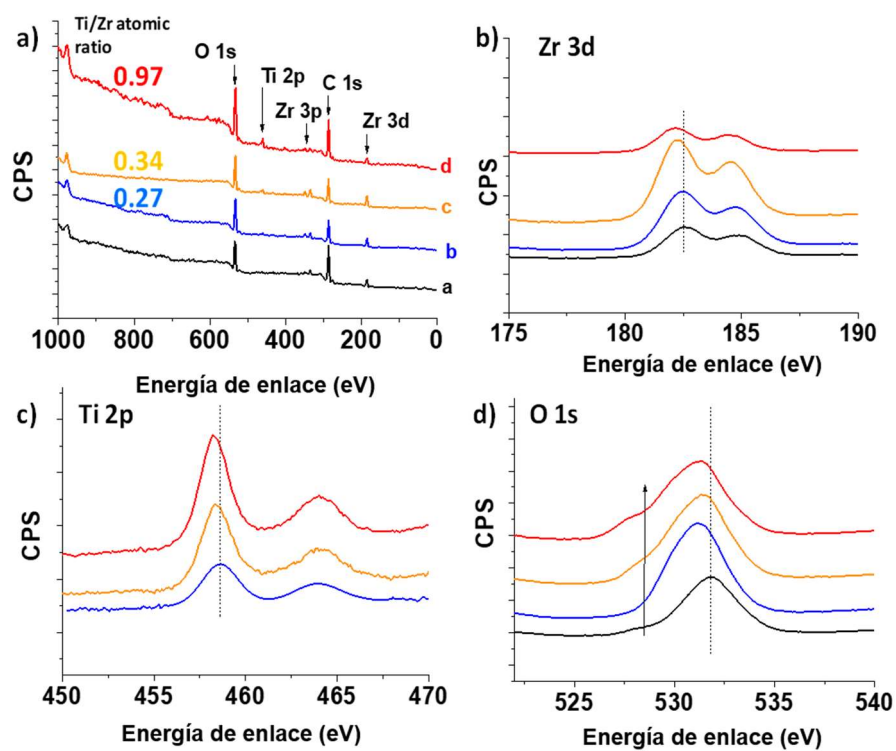 a)
Ti/Zr atomic
ratio
0.97
O 1s
Ti 2p
Zr 3p
C 1s
Zr 3d
d
0.34
c
0.27
b
a
CPS
1000 800 600 400 200 0
Energía de enlace (eV)
b)
Zr 3d
CPS
175 180 185 190
Energía de enlace (eV)
c)
Ti 2p
CPS
450 455 460 465 470
Energía de enlace (eV)
d)
O 1s
CPS
525 530 535 540
Energía de enlace (eV)